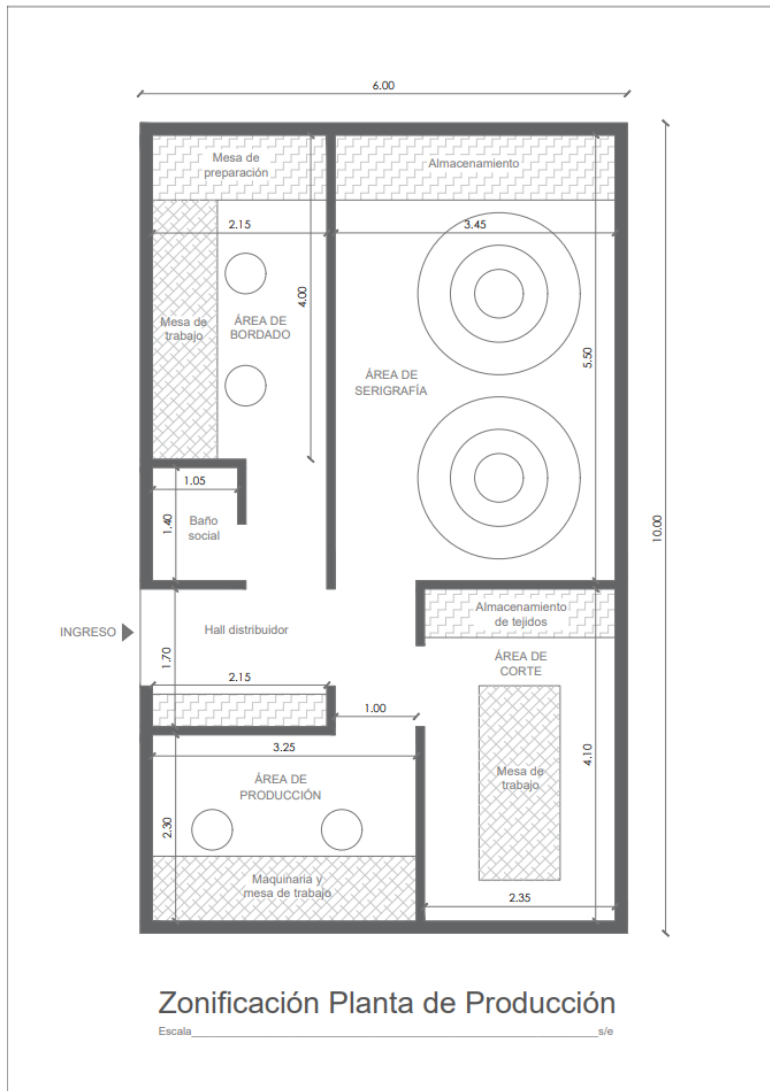 6.00
Mesa de
preparación
Almacenamiento
2.15
3.45
4.00
Mesa de
trabajo
ÁREA DE
BORDADO
ÁREA DE
SERIGRAFÍA
5.50
1.05
1.40
Baño
social
10.00
Almacenamiento
de tejidos
INGRESO
Hall distribuidor
1.70
ÁREA DE
CORTE
2.15
1.00
3.25
4.10
ÁREA DE
PRODUCCIÓN
Mesa de
trabajo
2.30
Maquinaria y
mesa de trabajo
2.35
Zonificación Planta de Producción
Escala s/e